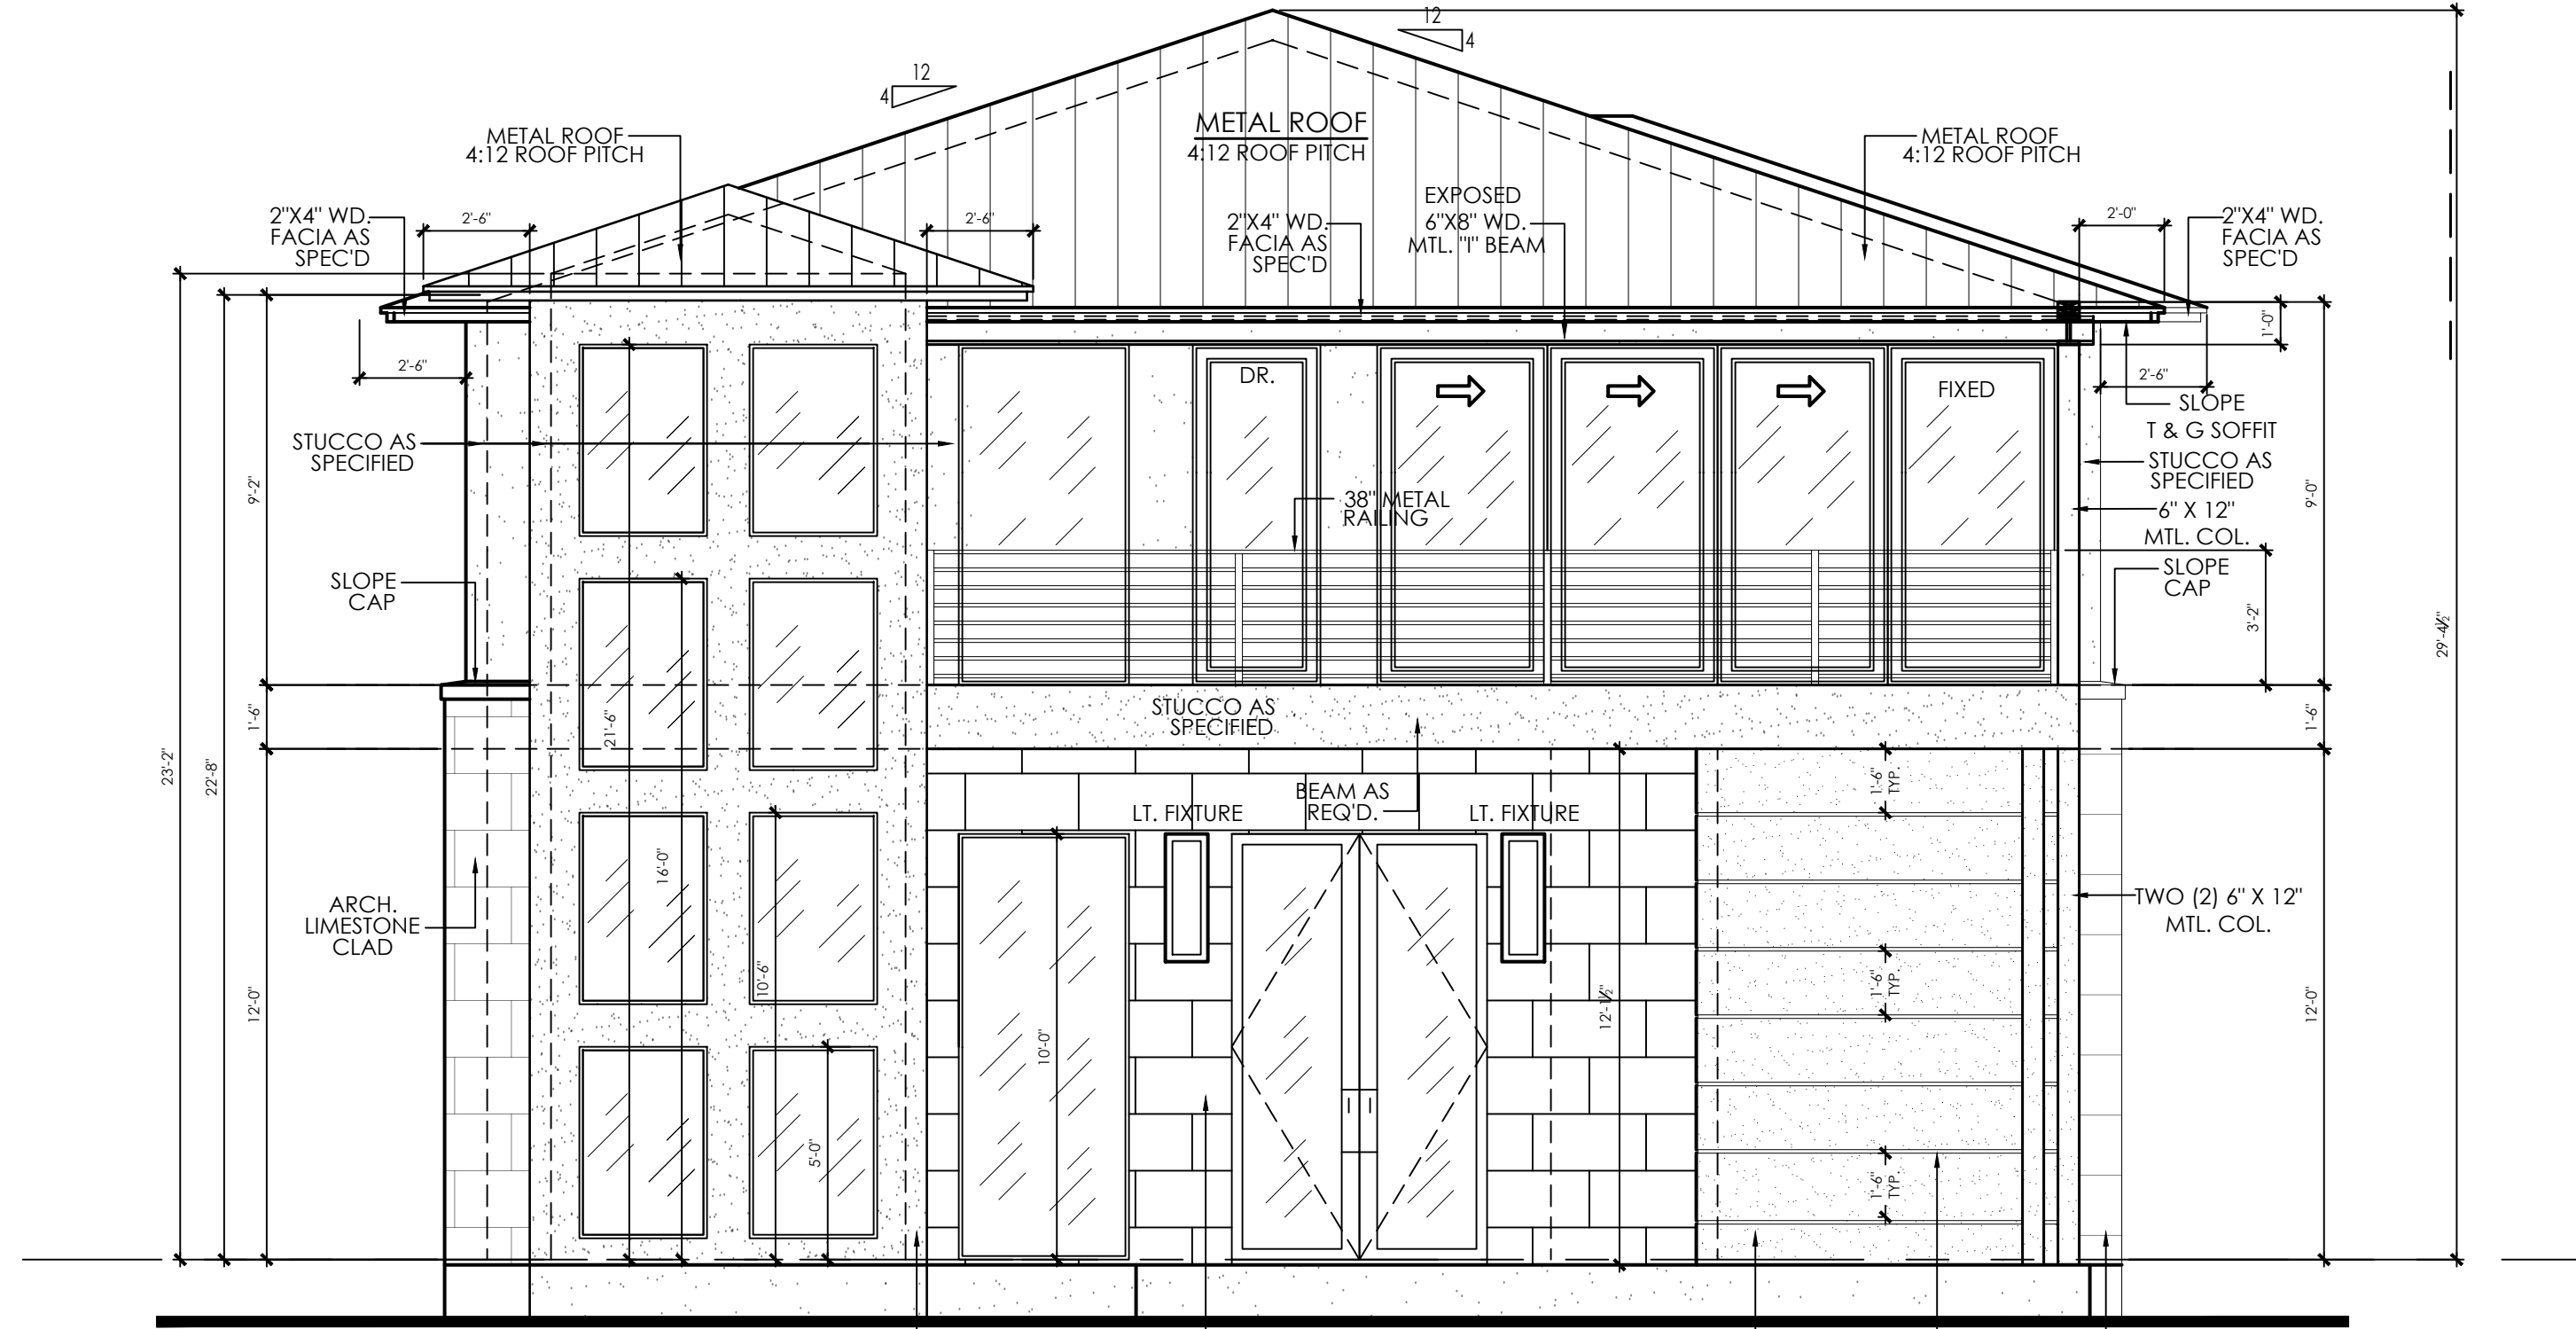 12
4
12
4
METAL ROOF
4:12 ROOF PITCH
METAL ROOF
4:12 ROOF PITCH
METAL ROOF
4:12 ROOF PITCH
2"X4" WD.
FACIA AS
SPEC'D
2'-6"
2'-6"
2"X4" WD.
FACIA AS
SPEC'D
EXPOSED
6"X8" WD.
MTL. "I" BEAM
2'-0"
2"X4" WD.
FACIA AS
SPEC'D
1'-0"
2'-6"
2'-6"
DR.
FIXED
SLOPE
T & G SOFFIT
STUCCO AS
SPECIFIED
STUCCO AS
SPECIFIED
6" X 12"
MTL. COL.
38" METAL
RAILING
9'-2"
9'-0"
SLOPE
CAP
SLOPE
CAP
3'-2"
29'-4½"
STUCCO AS
SPECIFIED
1'-6"
1'-6"
23'-2"
22'-8"
21'-6"
BEAM AS
REQ'D.
LT. FIXTURE
LT. FIXTURE
1'-6"
TYP.
16'-0"
ARCH.
LIMESTONE
CLAD
TWO (2) 6" X 12"
MTL. COL.
10'-6"
12'-0"
12'-1½"
1'-6"
TYP.
12'-0"
10'-0"
5'-0"
1'-6"
TYP.